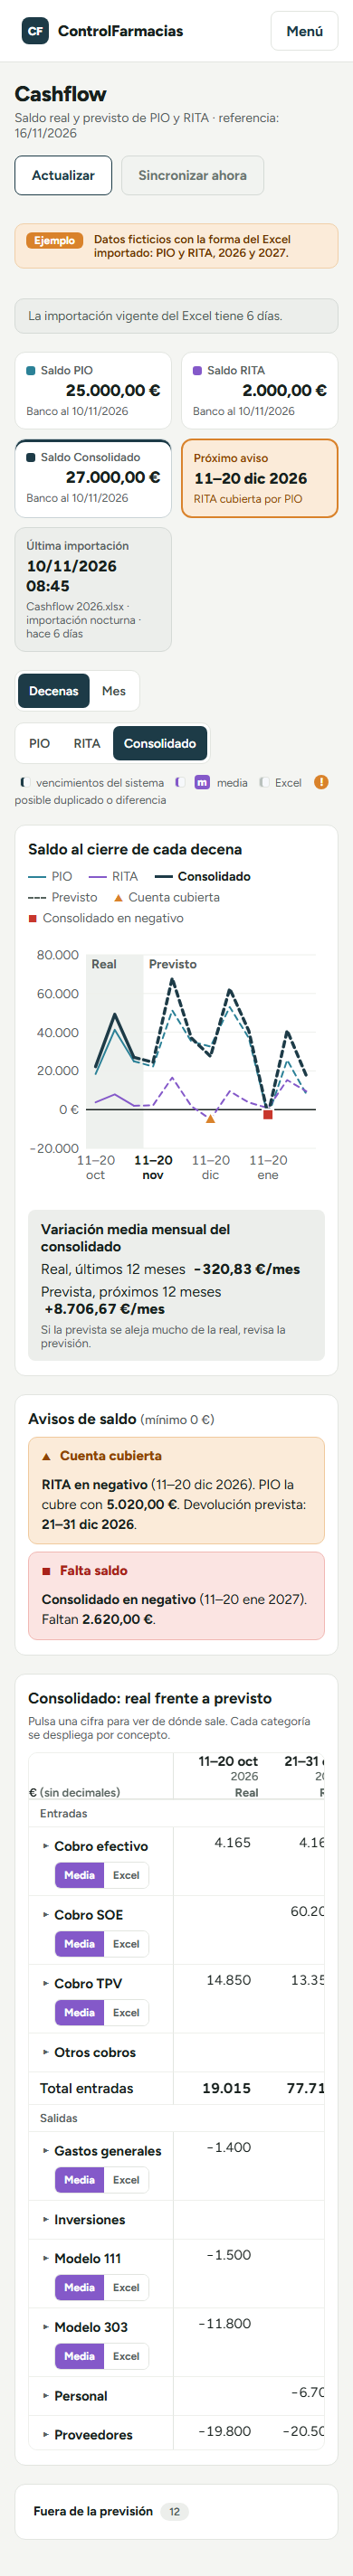 CF ControlFarmacias Menú
Cashflow
Saldo real y previsto de PIO y RITA · referencia:
16/11/2026
Actualizar Sincronizar ahora
Ejemplo Datos ficticios con la forma del Excel
importado: PIO y RITA, 2026 y 2027.
La importación vigente del Excel tiene 6 días.
Saldo PIO
25.000,00 €
Banco al 10/11/2026
Saldo RITA
2.000,00 €
Banco al 10/11/2026
Saldo Consolidado
27.000,00 €
Banco al 10/11/2026
Próximo aviso
11–20 dic 2026
RITA cubierta por PIO
Última importación
10/11/2026
08:45
Cashflow 2026.xlsx ·
importación nocturna ·
hace 6 días
Decenas Mes
PIO RITA Consolidado
vencimientos del sistema m media Excel !
posible duplicado o diferencia
Saldo al cierre de cada decena
PIO RITA Consolidado
Previsto Cuenta cubierta
Consolidado en negativo
80.000
Real Previsto
60.000
40.000
20.000
0 €
−20.000
11–20 11–20 11–20 11–20
oct nov dic ene
Variación media mensual del
consolidado
Real, últimos 12 meses −320,83 €/mes
Prevista, próximos 12 meses
+8.706,67 €/mes
Si la prevista se aleja mucho de la real, revisa la
previsión.
Avisos de saldo (mínimo 0 €)
Cuenta cubierta
RITA en negativo (11–20 dic 2026). PIO la
cubre con 5.020,00 €. Devolución prevista:
21–31 dic 2026.
Falta saldo
Consolidado en negativo (11–20 ene 2027).
Faltan 2.620,00 €.
Consolidado: real frente a previsto
Pulsa una cifra para ver de dónde sale. Cada categoría
se despliega por concepto.
11–20 oct 21–31
2026 20
€ (sin decimales) Real
Entradas
Cobro efectivo 4.165 4.16
Media Excel
Cobro SOE 60.20
Media Excel
Cobro TPV 14.850 13.35
Media Excel
Otros cobros
Total entradas 19.015 77.71
Salidas
Gastos generales −1.400
Media Excel
Inversiones
Modelo 111 −1.500
Media Excel
Modelo 303 −11.800
Media Excel
Personal −6.70
Proveedores −19.800 −20.50
Fuera de la previsión 12